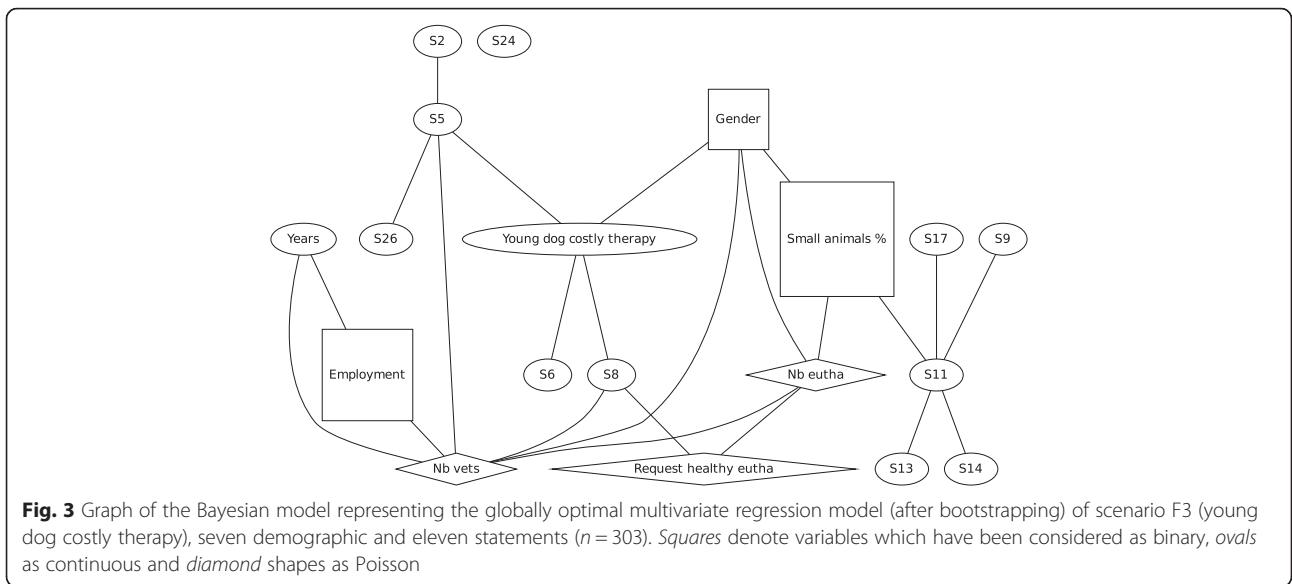 S2
S24
S5
Gender
Years
S26
Young dog costly therapy
Small animals %
S17
S9
Employment
S6
S8
Nb eutha
S11
Nb vets
Request healthy eutha
S13
S14
Fig. 3 Graph of the Bayesian model representing the globally optimal multivariate regression model (after bootstrapping) of scenario F3 (young
dog costly therapy), seven demographic and eleven statements (n = 303). Squares denote variables which have been considered as binary, ovals
as continuous and diamond shapes as Poisson